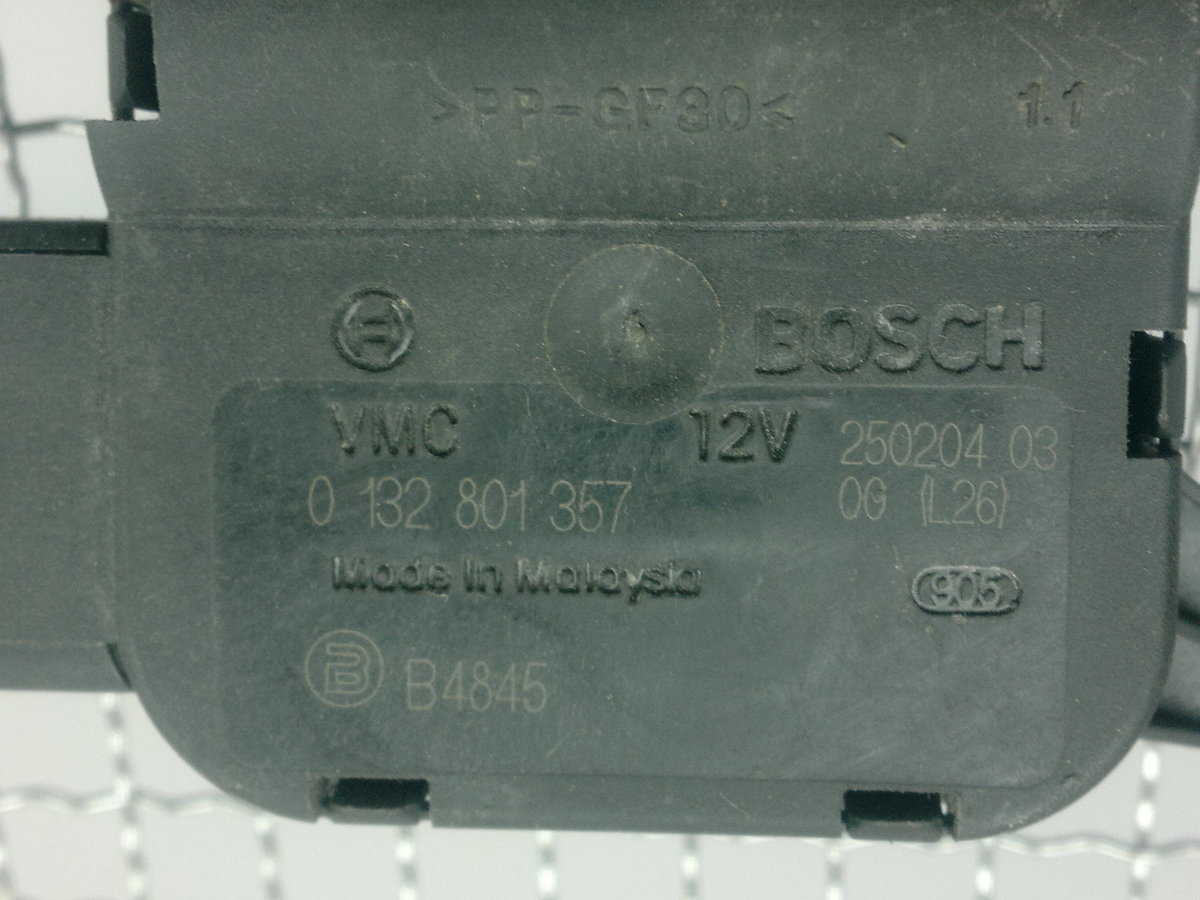 >PP-GF30< 1.1
BOSCH
VMC 12V 250204 03
0 132 801 357 0G (L26)
Made In Malaysia 905
B B4845